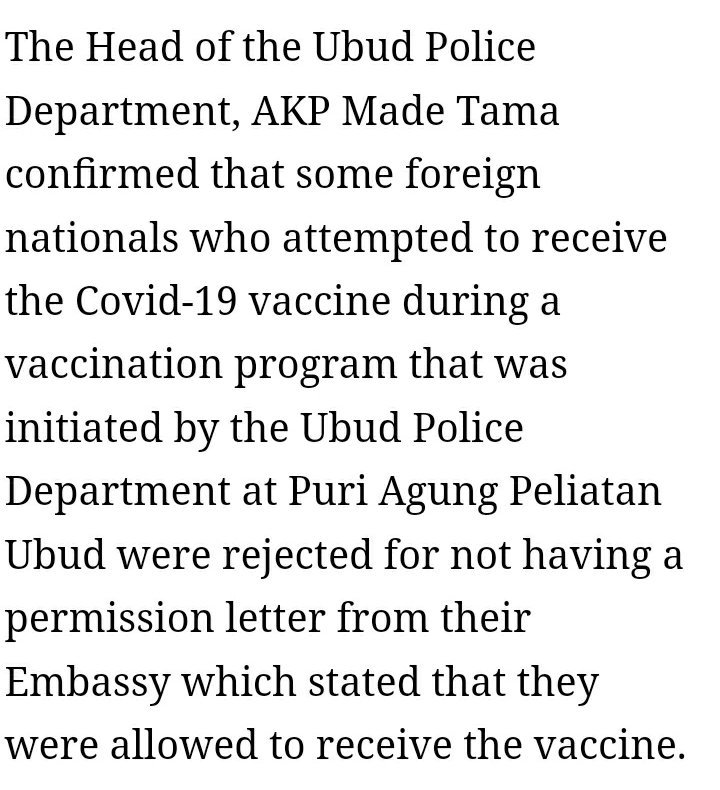 The Head of the Ubud Police
Department, AKP Made Tama
confirmed that some foreign
nationals who attempted to receive
the Covid-19 vaccine during a
vaccination program that was
initiated by the Ubud Police
Department at Puri Agung Peliatan
Ubud were rejected for not having a
permission letter from their
Embassy which stated that they
were allowed to receive the vaccine.